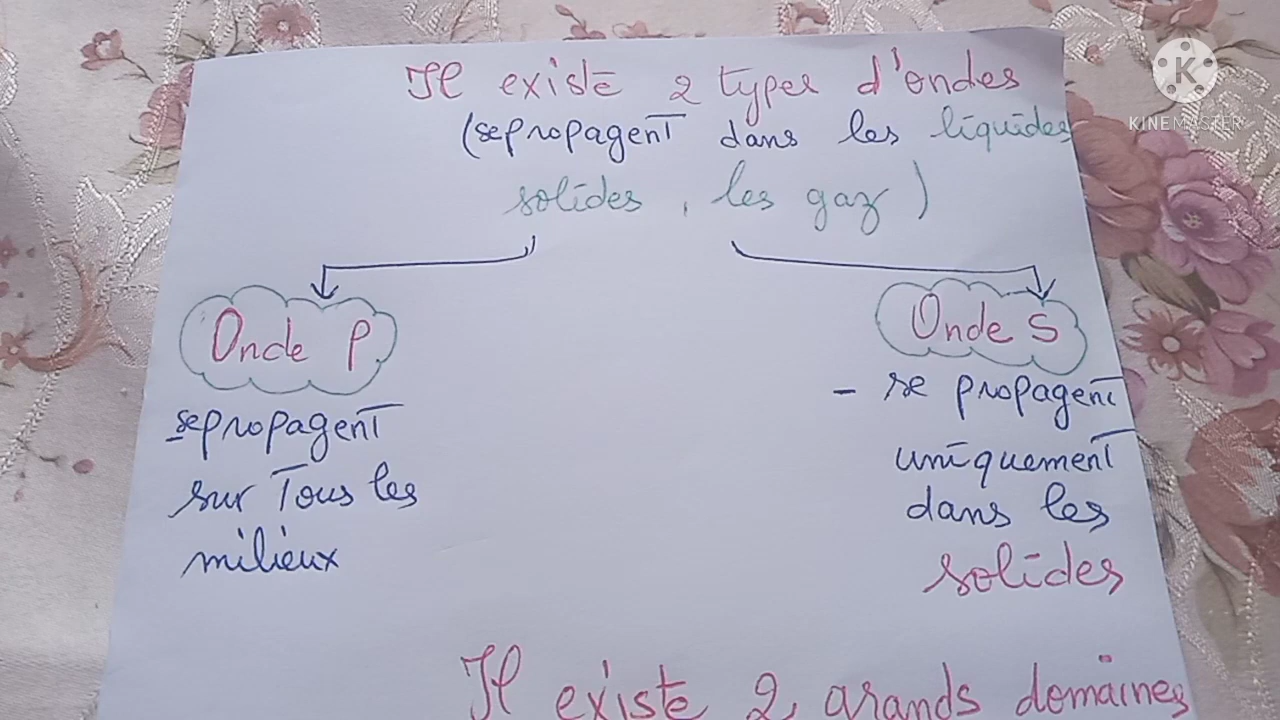 Il existe 2 types d'ondes
(se propagent dans les liquides
solides, les gaz)
Onde P
Onde S
se propagent
sur Tous les
milieux
- se propagent
uniquement
dans les
solides
Il existe 2 grands domaines
KINEMASTER